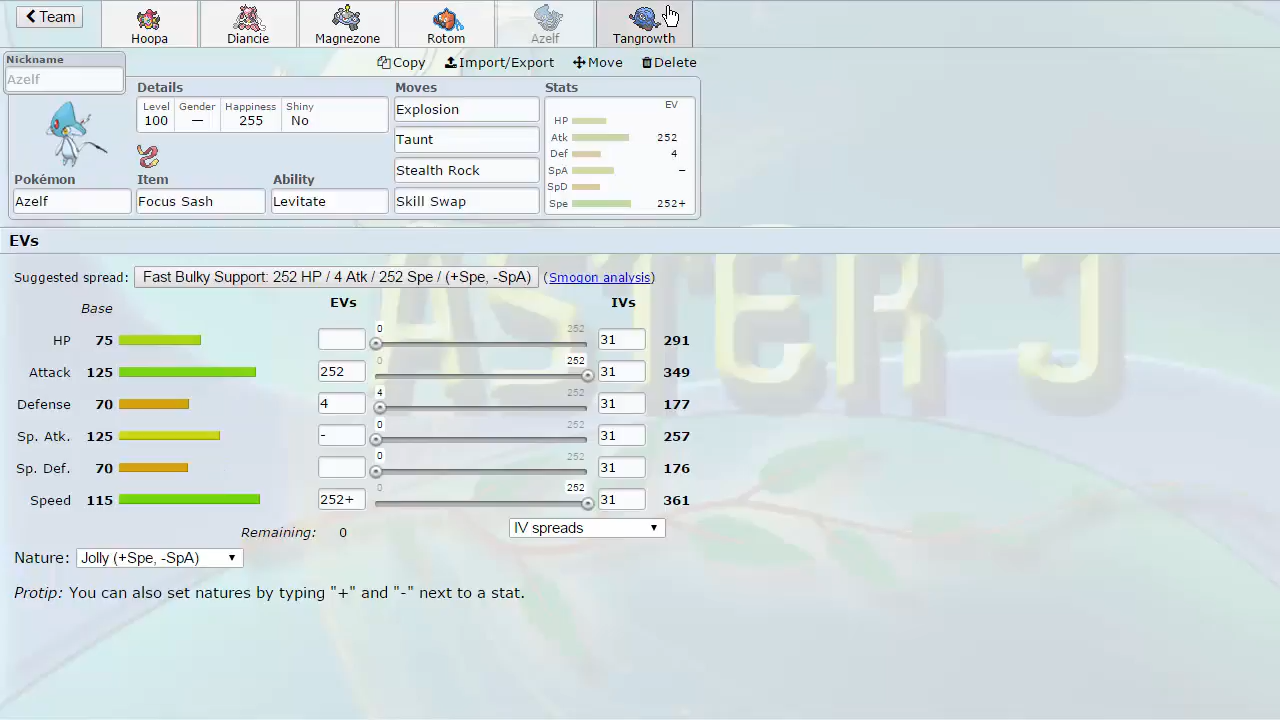 Team
Hoopa
Diancie
Magnezone
Rotom
Azelf
Tangrowth
Nickname
Azelf
Copy
Import/Export
Move
Delete
Details
Level
100
Gender
—
Happiness
255
Shiny
No
Moves
Explosion
Taunt
Stealth Rock
Skill Swap
Stats
EV
HP
Atk 252
Def 4
SpA –
SpD
Spe 252+
Pokémon
Azelf
Item
Focus Sash
Ability
Levitate
EVs
Suggested spread: Fast Bulky Support: 252 HP / 4 Atk / 252 Spe / (+Spe, -SpA) (Smogon analysis)
Base EVs IVs
HP 75 0 252 31 291
Attack 125 252 0 252 31 349
Defense 70 4 4 252 31 177
Sp. Atk. 125 - 0 252 31 257
Sp. Def. 70 0 252 31 176
Speed 115 252+ 0 252 31 361
Remaining: 0 IV spreads
Nature: Jolly (+Spe, -SpA)
Protip: You can also set natures by typing "+" and "-" next to a stat.
ASTER J